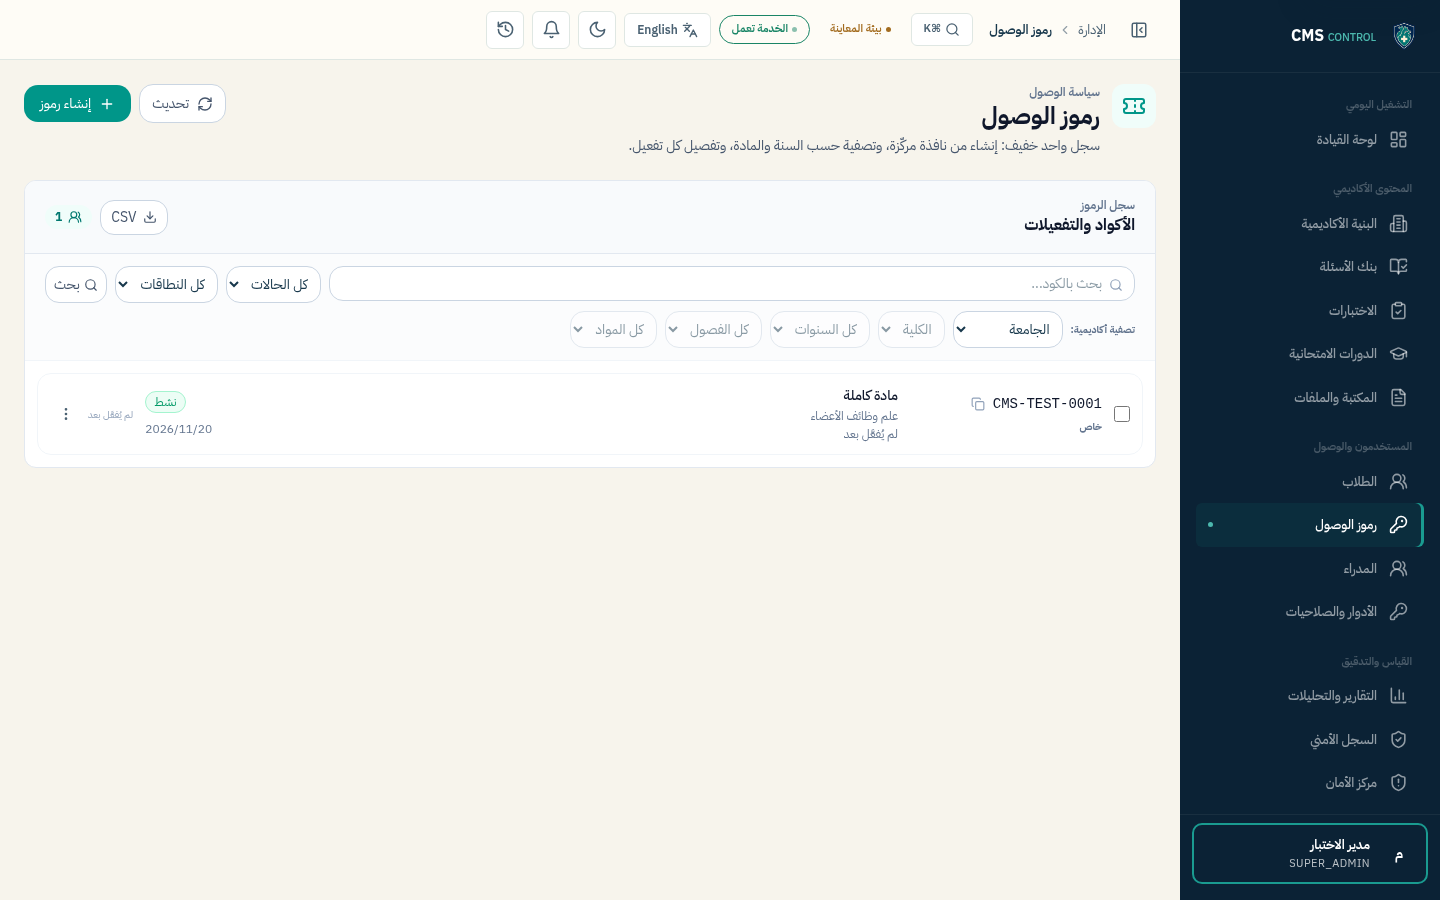 CMS CONTROL
التشغيل اليومي
لوحة القيادة
المحتوى الأكاديمي
البنية الأكاديمية
بنك الأسئلة
الاختبارات
الدورات الامتحانية
المكتبة والملفات
المستخدمون والوصول
الطلاب
رموز الوصول
المدراء
الأدوار والصلاحيات
القياس والتدقيق
التقارير والتحليلات
السجل الأمني
مركز الأمان
م
مدير الاختبار
SUPER_ADMIN
الإدارة
رموز الوصول
K⌘
بيئة المعاينة
الخدمة تعمل
English
سياسة الوصول
رموز الوصول
سجل واحد خفيف: إنشاء من نافذة مركّزة، وتصفية حسب السنة والمادة، وتفصيل كل تفعيل.
تحديث
إنشاء رموز
سجل الرموز
الأكواد والتفعيلات
CSV
1
بحث بالكود...
كل الحالات
كل النطاقات
بحث
تصفية أكاديمية:
الجامعة
الكلية
كل السنوات
كل الفصول
كل المواد
CMS-TEST-0001
خاص
مادة كاملة
علم وظائف الأعضاء
لم يُفعَّل بعد
نشط
2026/11/20
لم يُفعَّل بعد